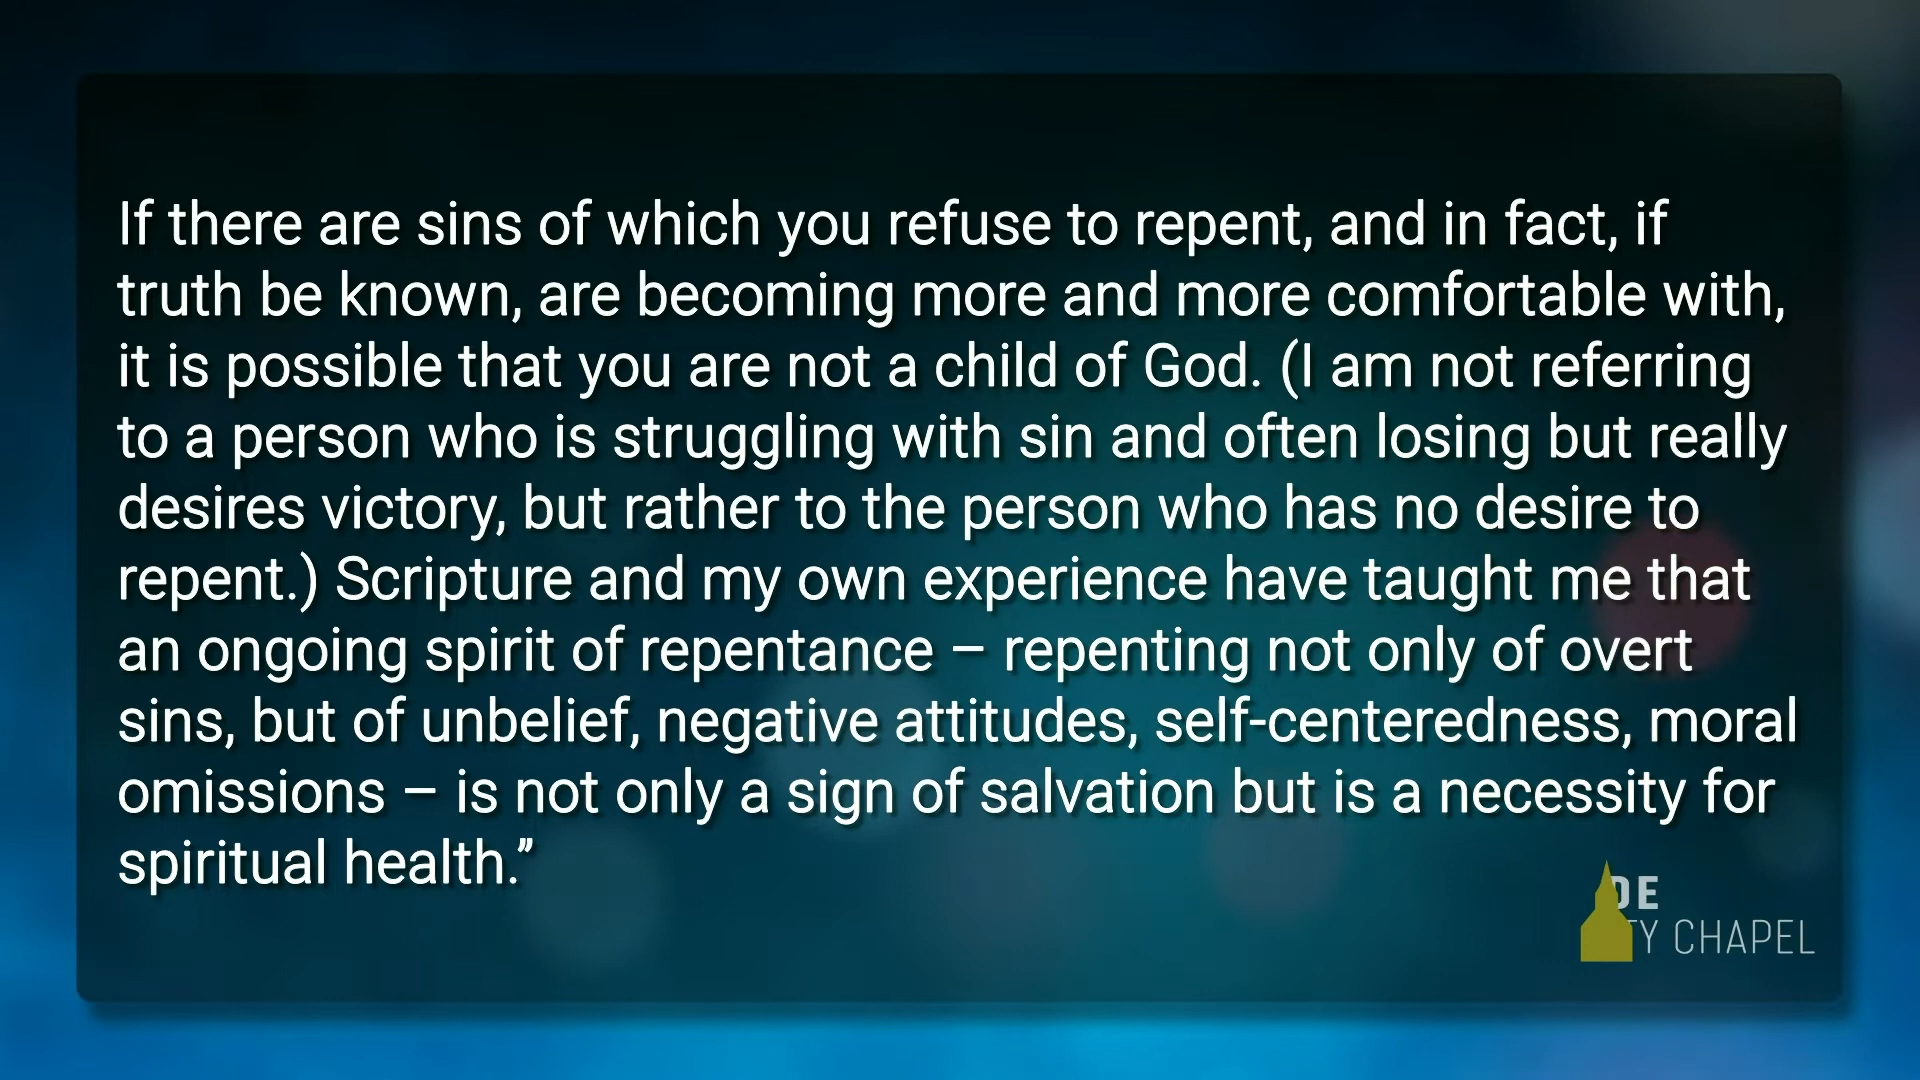 If there are sins of which you refuse to repent, and in fact, if
truth be known, are becoming more and more comfortable with,
it is possible that you are not a child of God. (I am not referring
to a person who is struggling with sin and often losing but really
desires victory, but rather to the person who has no desire to
repent.) Scripture and my own experience have taught me that
an ongoing spirit of repentance – repenting not only of overt
sins, but of unbelief, negative attitudes, self-centeredness, moral
omissions – is not only a sign of salvation but is a necessity for
spiritual health.”
CHAPEL